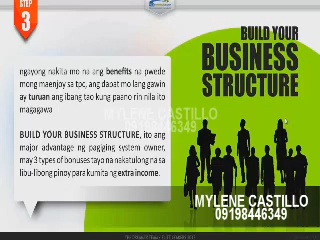 STEP
3
ngayong nakita mo na ang benefits na pwede
mong maenjoy sa tpc, ang dapat mo lang gawin
ay turuan ang ibang tao kung paano rin nila ito
magagawa
BUILD YOUR BUSINESS STRUCTURE, ito ang
major advantage ng pagiging system owner,
may 3 types of bonuses tayo na nakatulong na sa
libu-libong pinoy para kumita ng extra income.
BUILD YOUR
BUSINESS
STRUCTURE
MYLENE CASTILLO
09198446349
MYLENE CASTILLO
09198446349